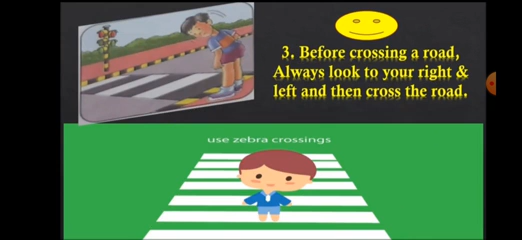 3. Before crossing a road,
Always look to your right &
left and then cross the road.
use zebra crossings